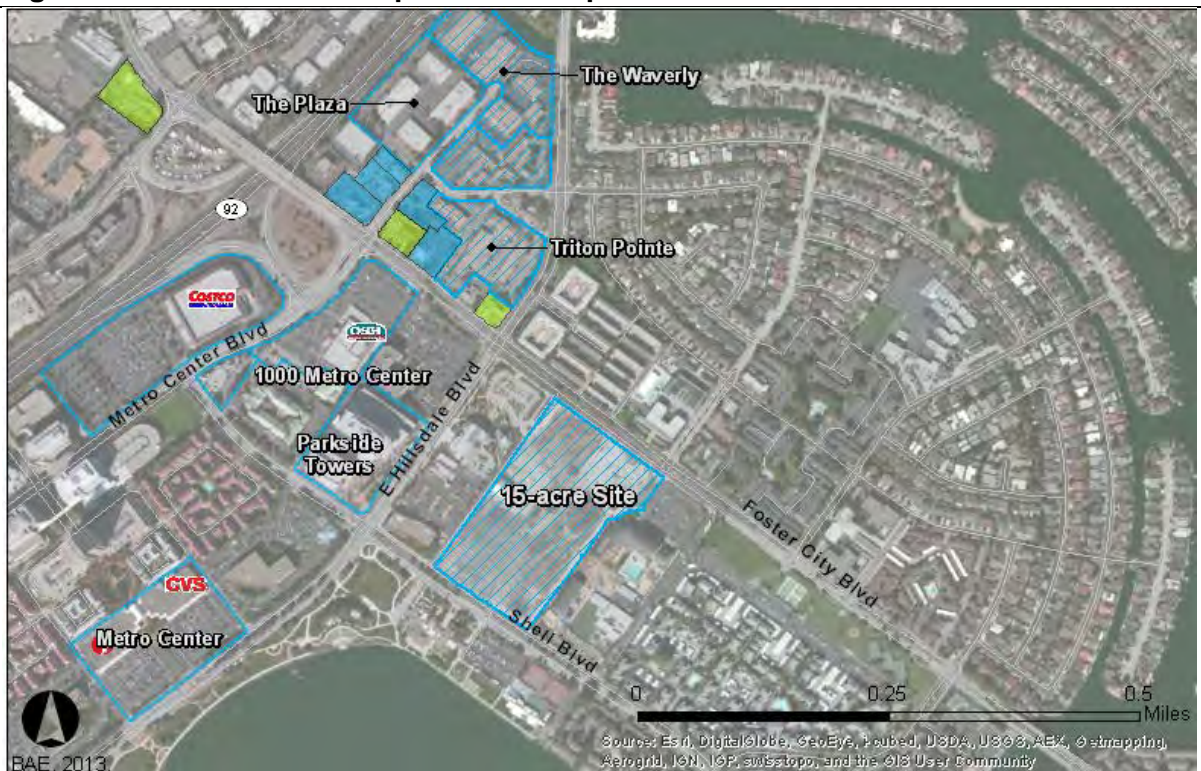 The Waverly
The Plaza
92
Triton Pointe
COSTCO
WHOLESALE
OSH
Metro Center Blvd
1000 Metro Center
E Hillsdale Blvd
Parkside
Towers
15-acre Site
Foster City Blvd
CVS
Metro Center
Shell Blvd
0 0.25 0.5
Miles
Source: Esri, DigitalGlobe, GeoEye, i-cubed, USDA, USGS, AEX, Getmapping,
Aerogrid, IGN, IGP, swisstopo, and the GIS User Community
BAE, 2013